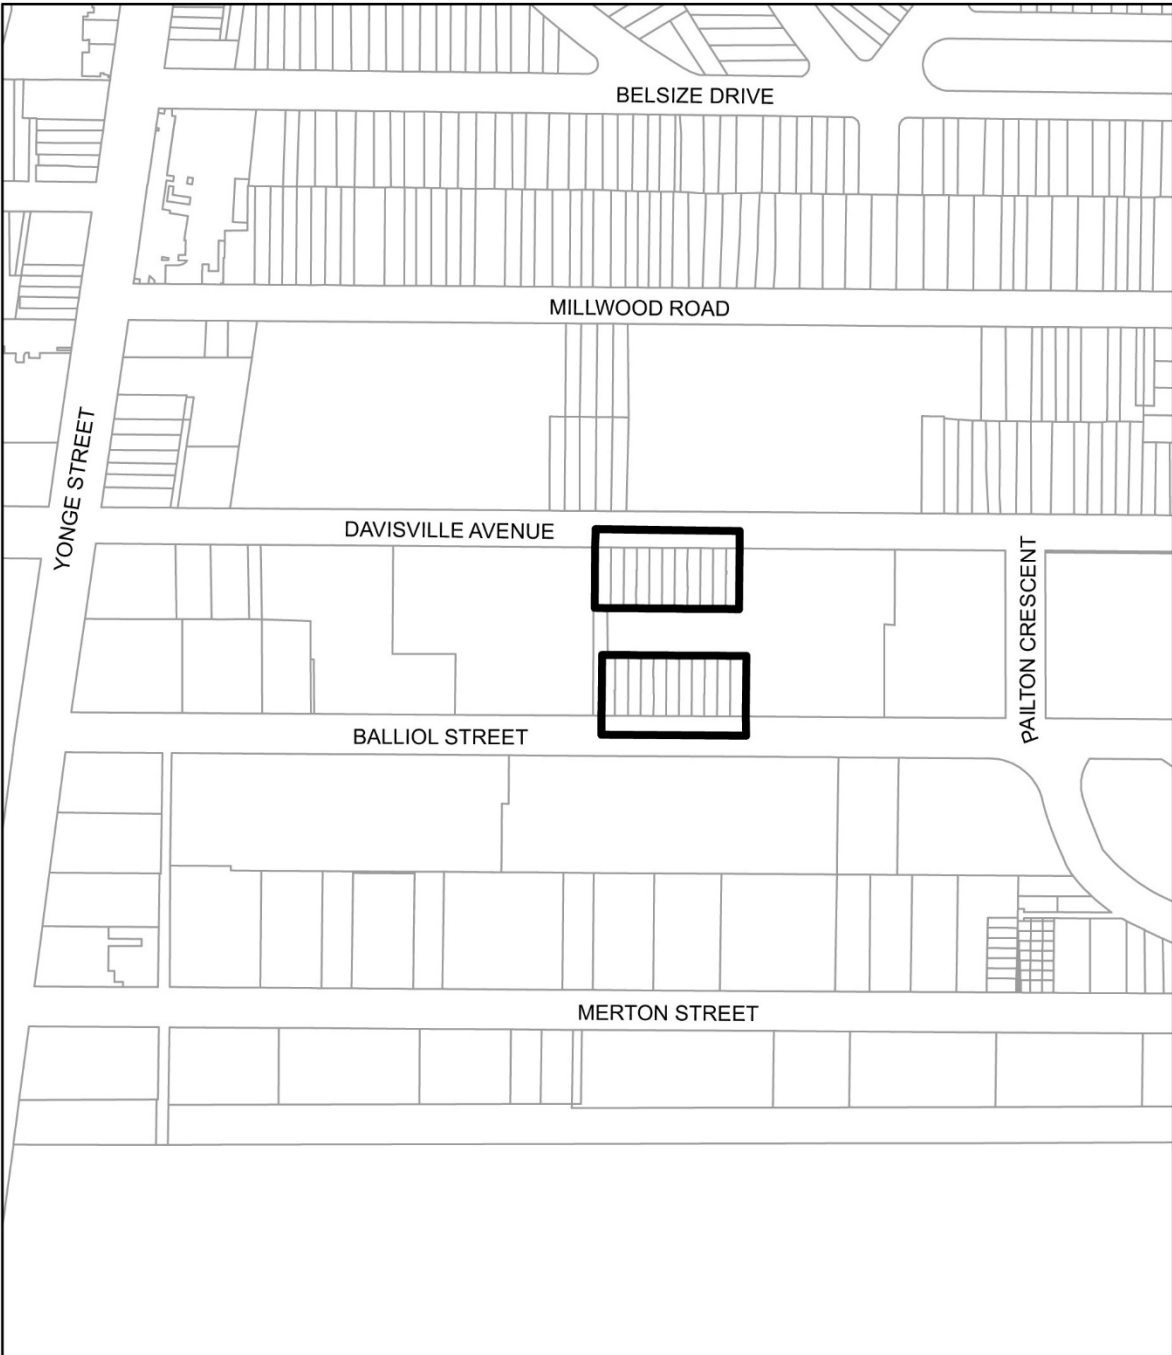 BELSIZE DRIVE
MILLWOOD ROAD
YONGE STREET
DAVISVILLE AVENUE
PAILTON CRESCENT
BALLIOL STREET
MERTON STREET